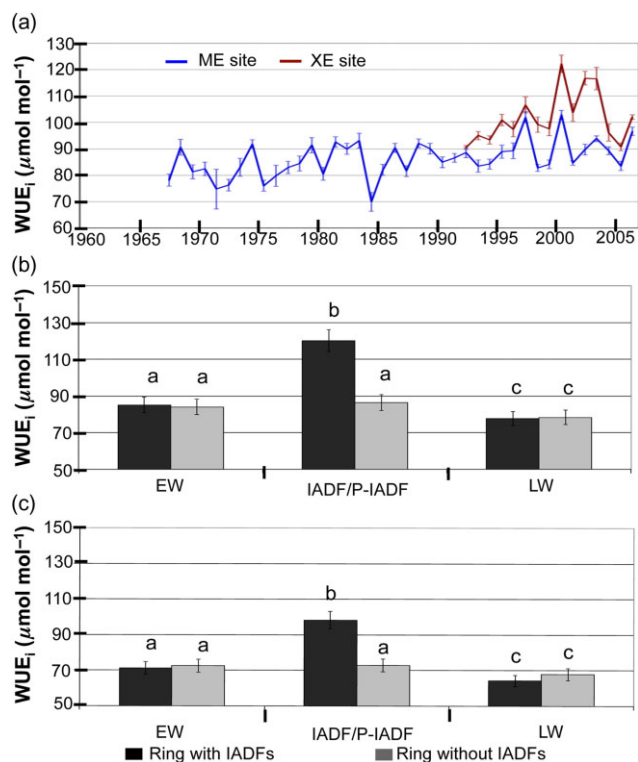 (a)
130
120
110
100
90
80
70
60
WUEi (μmol mol⁻¹)
ME site XE site
1960 1965 1970 1975 1980 1985 1990 1995 2000 2005
(b)
150
130
110
90
70
50
WUEi (μmol mol⁻¹)
a a b a c c
EW IADF/P-IADF LW
(c)
150
130
110
90
70
50
WUEi (μmol mol⁻¹)
a a b a c c
EW IADF/P-IADF LW
Ring with IADFs Ring without IADFs